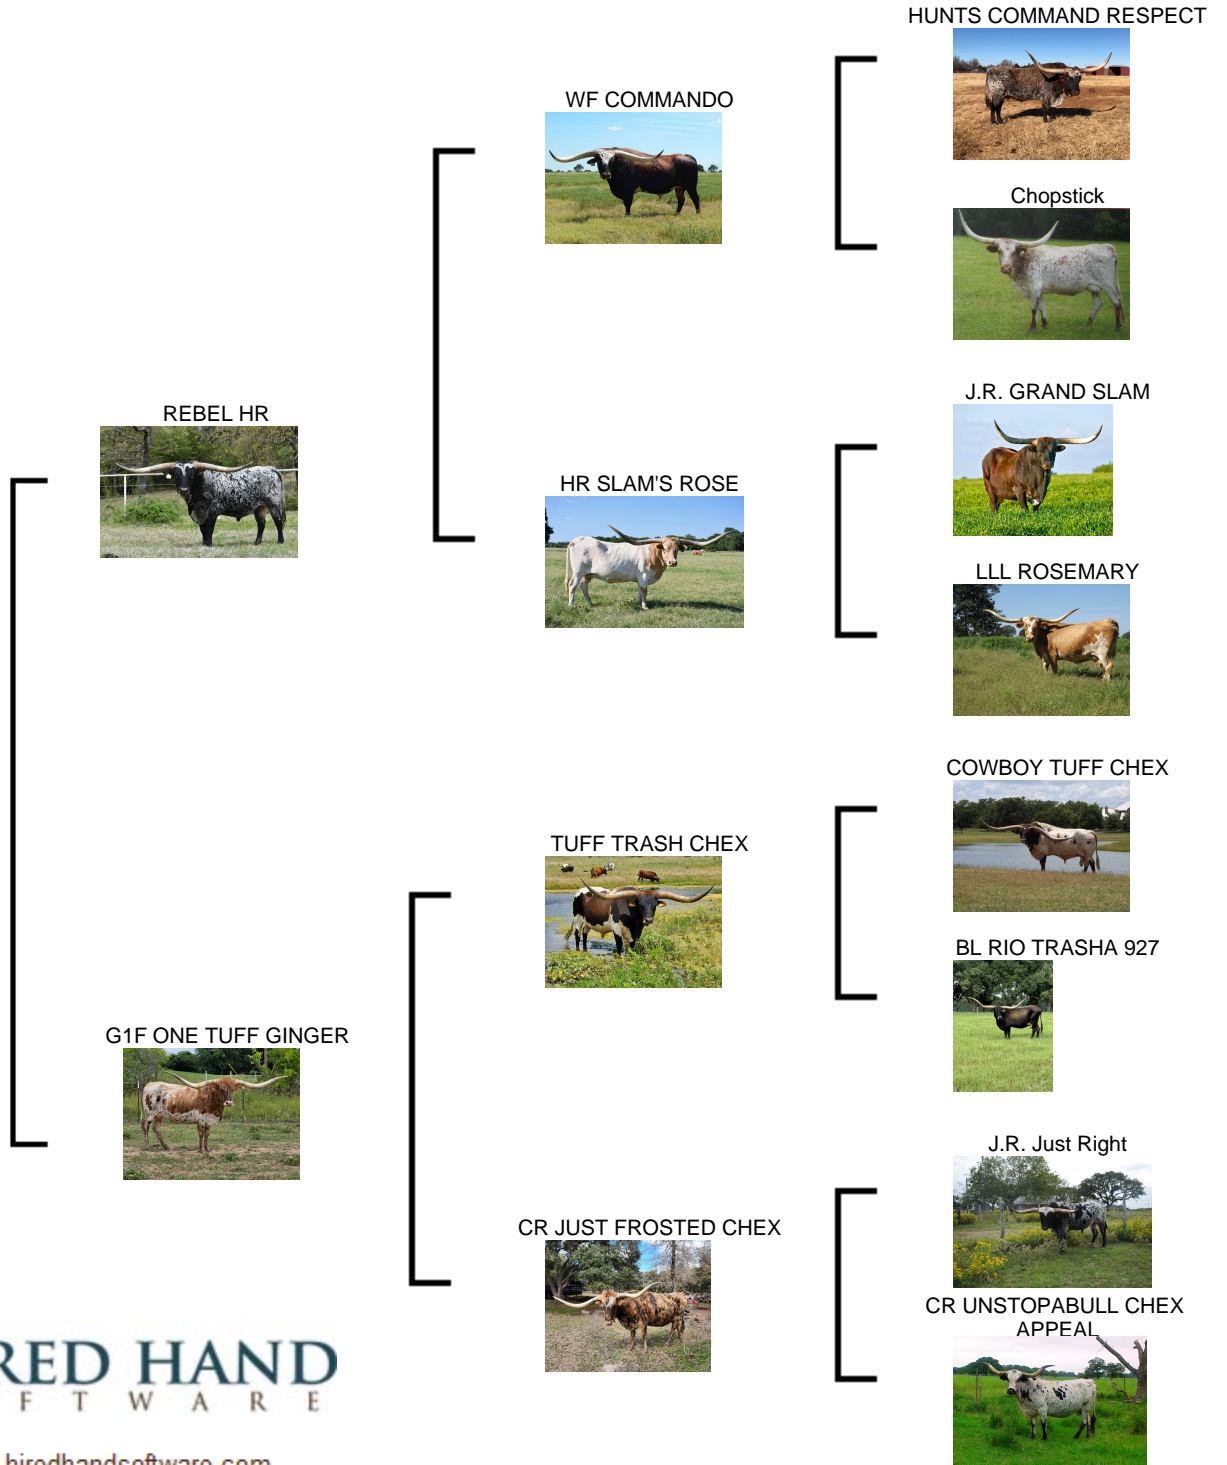 HUNTS COMMAND RESPECT
WF COMMANDO
Chopstick
J.R. GRAND SLAM
REBEL HR
HR SLAM'S ROSE
LLL ROSEMARY
COWBOY TUFF CHEX
TUFF TRASH CHEX
BL RIO TRASHA 927
G1F ONE TUFF GINGER
J.R. Just Right
CR JUST FROSTED CHEX
CR UNSTOPABULL CHEX
APPEAL
RED HAND
F T W A R E
hiredhandsoftware.com